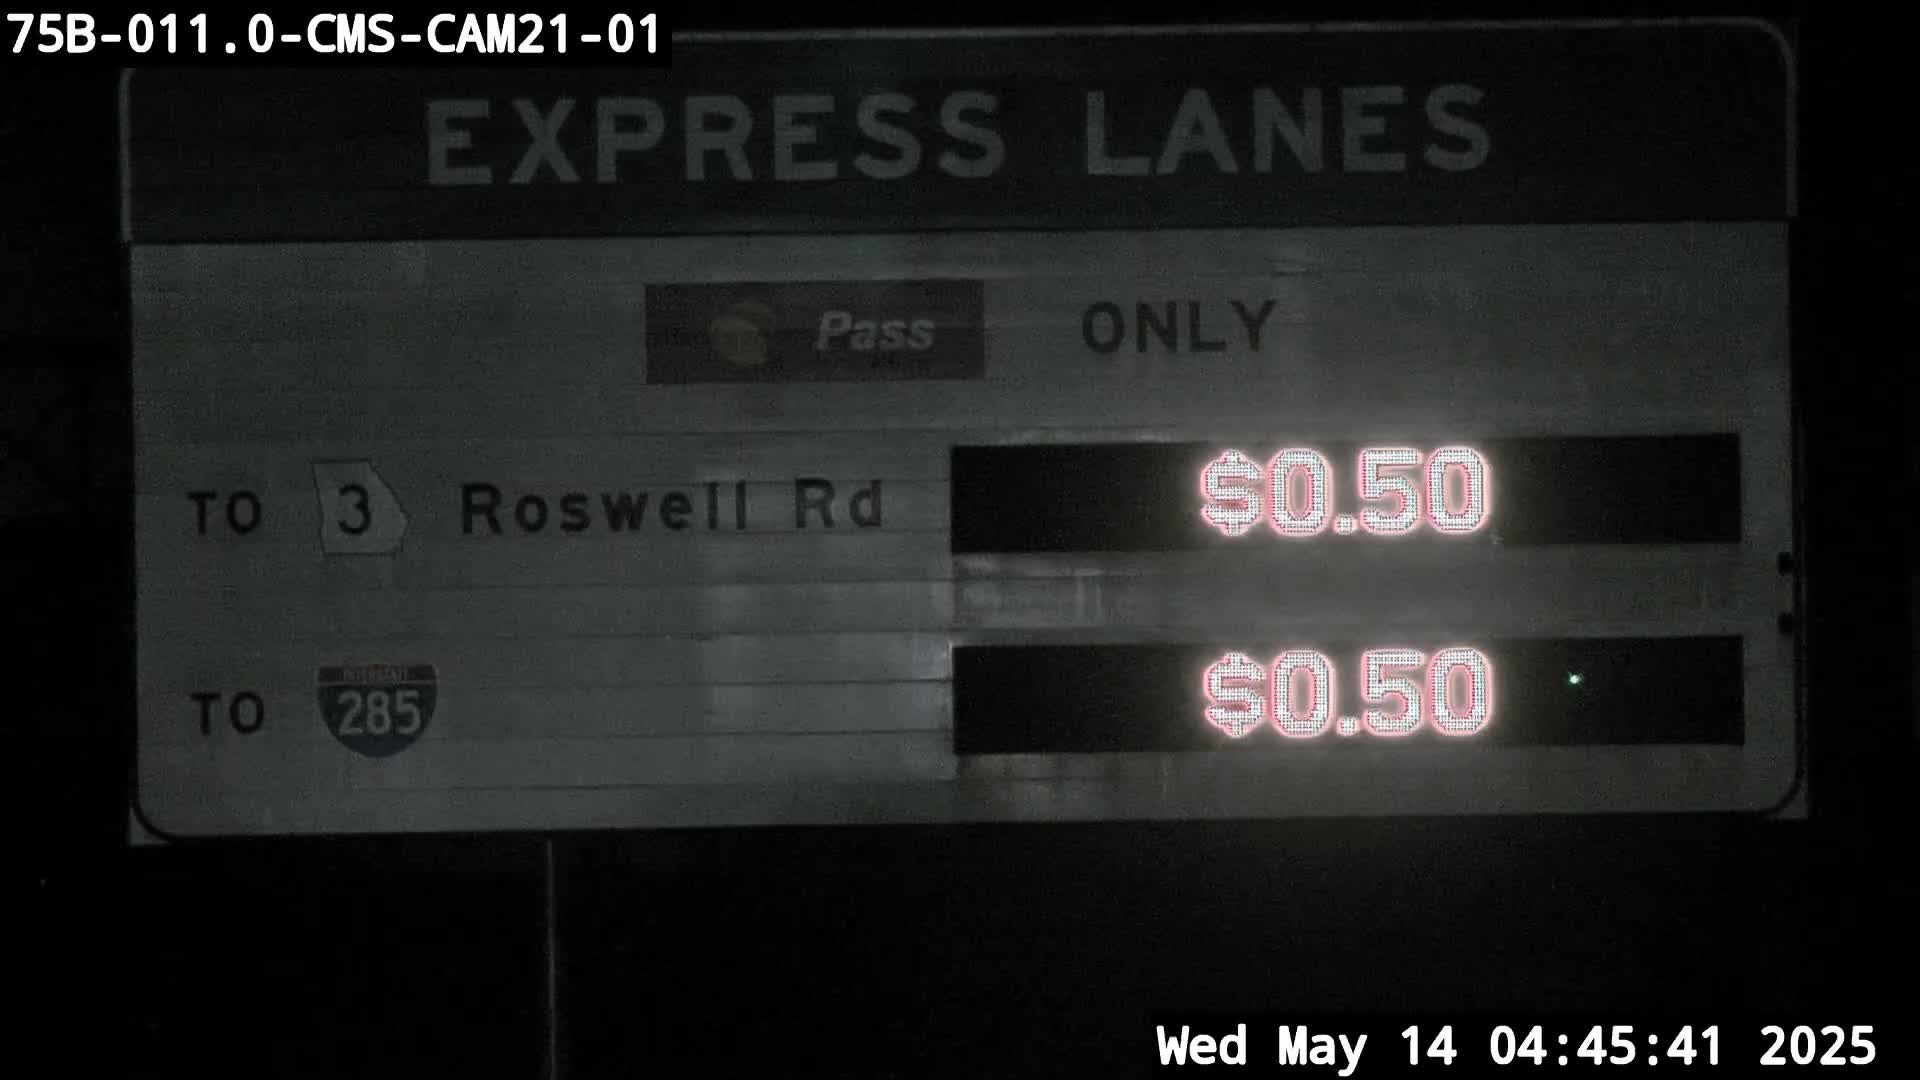 75B-011.0-CMS-CAM21-01
EXPRESS LANES
Pass ONLY
TO 3 Roswell Rd $0.50
TO INTERSTATE 285 $0.50
Wed May 14 04:45:41 2025